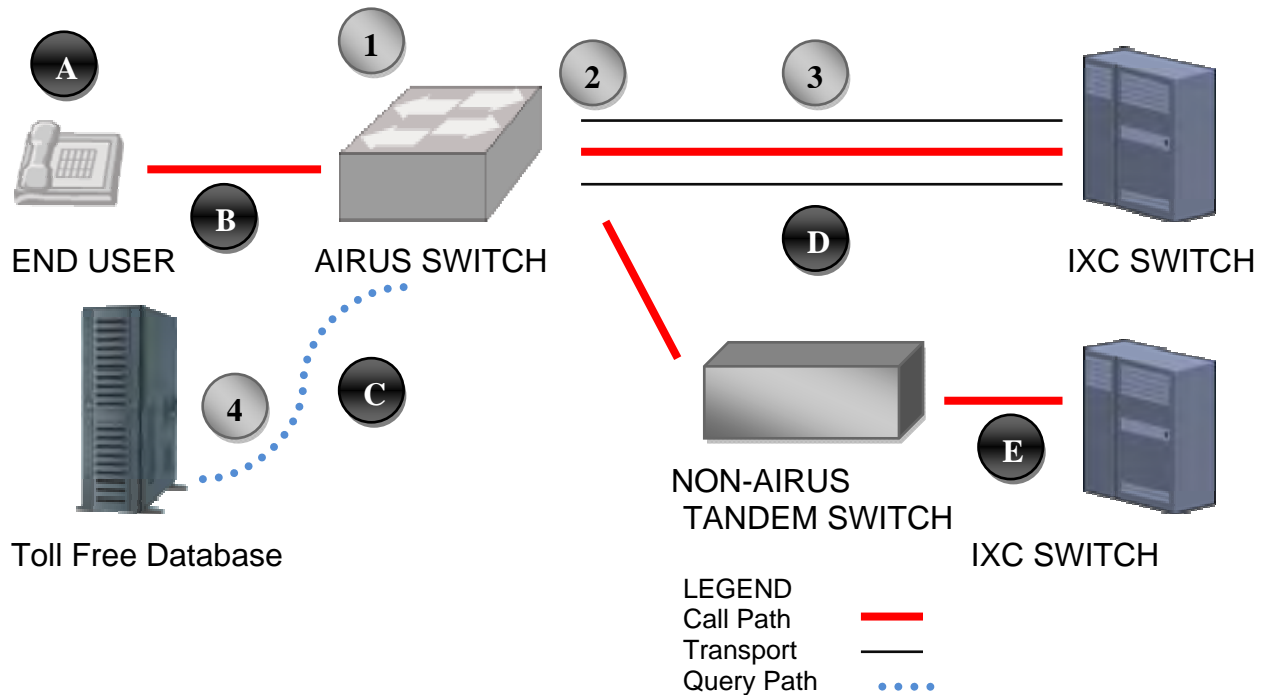 1
A
2
3
B
D
END USER
AIRUS SWITCH
IXC SWITCH
4
C
E
NON-AIRUS
TANDEM SWITCH
Toll Free Database
IXC SWITCH
LEGEND
Call Path
Transport
Query Path